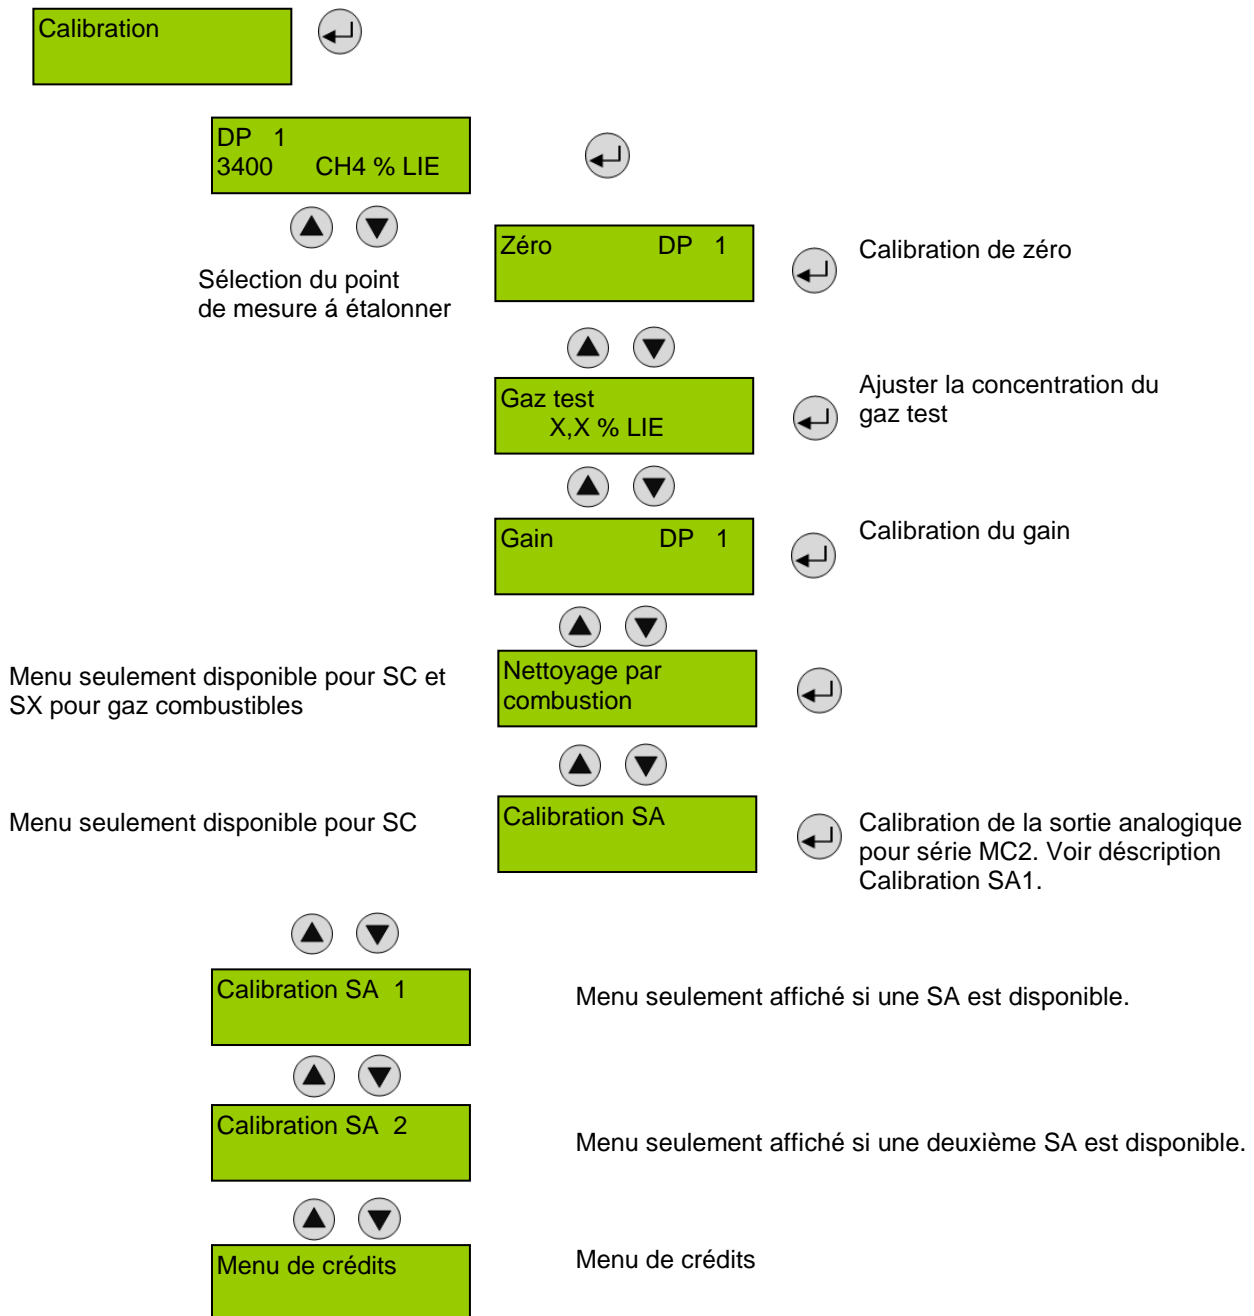 Calibration
DP 1
3400 CH4 % LIE
Sélection du point
de mesure á étalonner
Zéro DP 1
Calibration de zéro
Gaz test
X,X % LIE
Ajuster la concentration du
gaz test
Gain DP 1
Calibration du gain
Menu seulement disponible pour SC et
SX pour gaz combustibles
Nettoyage par
combustion
Menu seulement disponible pour SC
Calibration SA
Calibration de la sortie analogique
pour série MC2. Voir déscription
Calibration SA1.
Calibration SA 1
Menu seulement affiché si une SA est disponible.
Calibration SA 2
Menu seulement affiché si une deuxième SA est disponible.
Menu de crédits
Menu de crédits